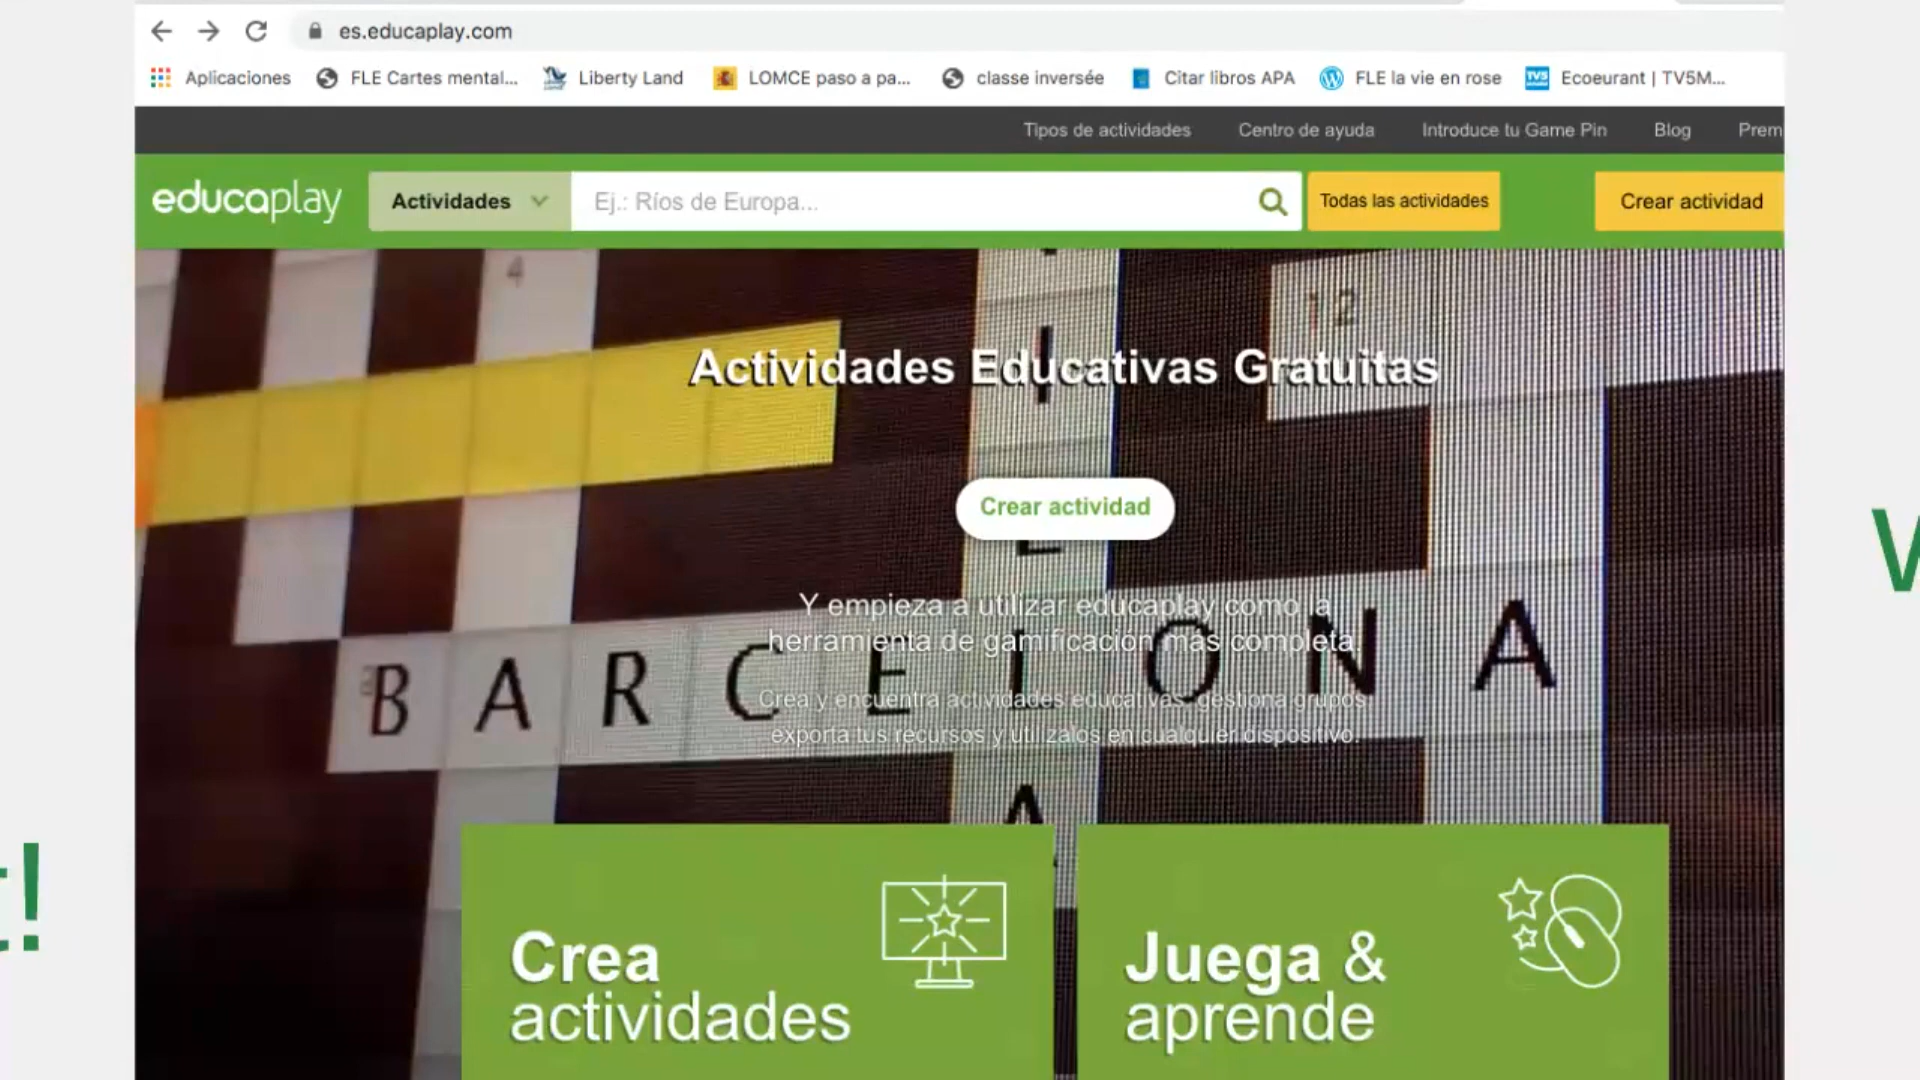 es.educaplay.com
Aplicaciones FLE Cartes mental... Liberty Land LOMCE paso a pa... classe inversée Citar libros APA FLE la vie en rose TV5 Ecoeurant | TV5M...
Tipos de actividades Centro de ayuda Introduce tu Game Pin Blog Prem
educaplay Actividades Ej.: Ríos de Europa... Todas las actividades Crear actividad
4
12
Actividades Educativas Gratuitas
Crear actividad
Y empieza a utilizar educaplay como la
herramienta de gamificación más completa.
BARCELONA
Crea y encuentra actividades educativas, gestiona grupos
exporta tus recursos y utilízalos en cualquier dispositivo.
A
Crea
actividades
Juega &
aprende